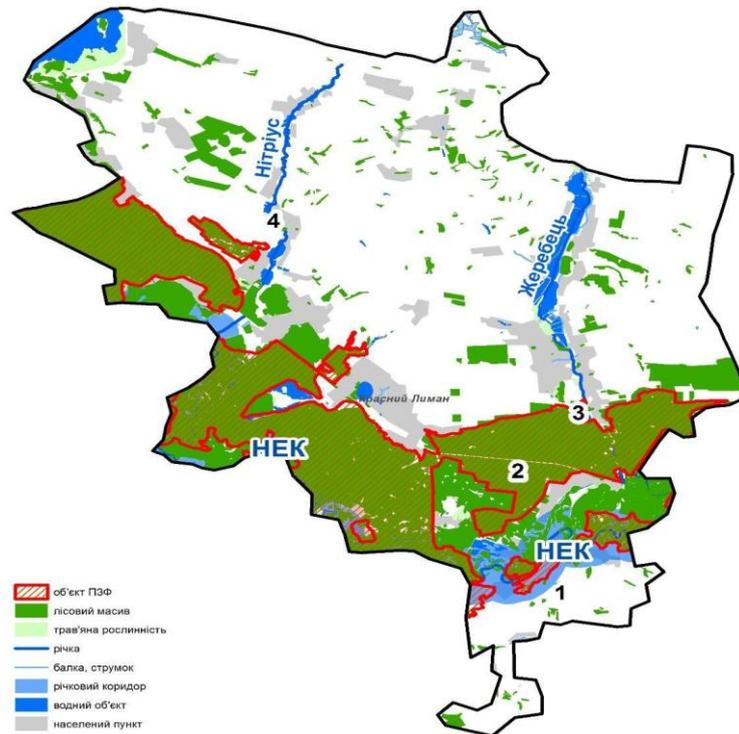 Нітріус
4
Жеребець
Красний Лиман
3
НЕК
2
НЕК
1
об'єкт ПЗФ
лісовий масив
трав'яна рослинність
річка
балка, струмок
річковий коридор
водний об'єкт
населений пункт